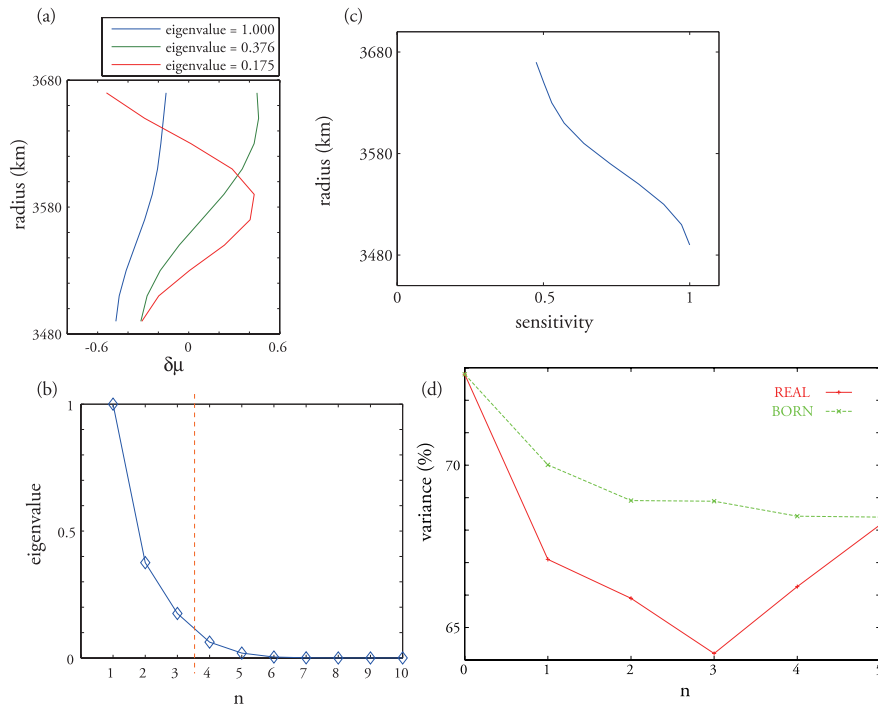 (a)
eigenvalue = 1.000
eigenvalue = 0.376
eigenvalue = 0.175
3680
3580
3480
radius (km)
-0.6
0
0.6
δμ
(c)
3680
3580
3480
radius (km)
0
0.5
1
sensitivity
(b)
1
0.5
0
eigenvalue
1
2
3
4
5
6
7
8
9
10
n
(d)
REAL
BORN
70
65
variance (%)
0
1
2
3
4
n